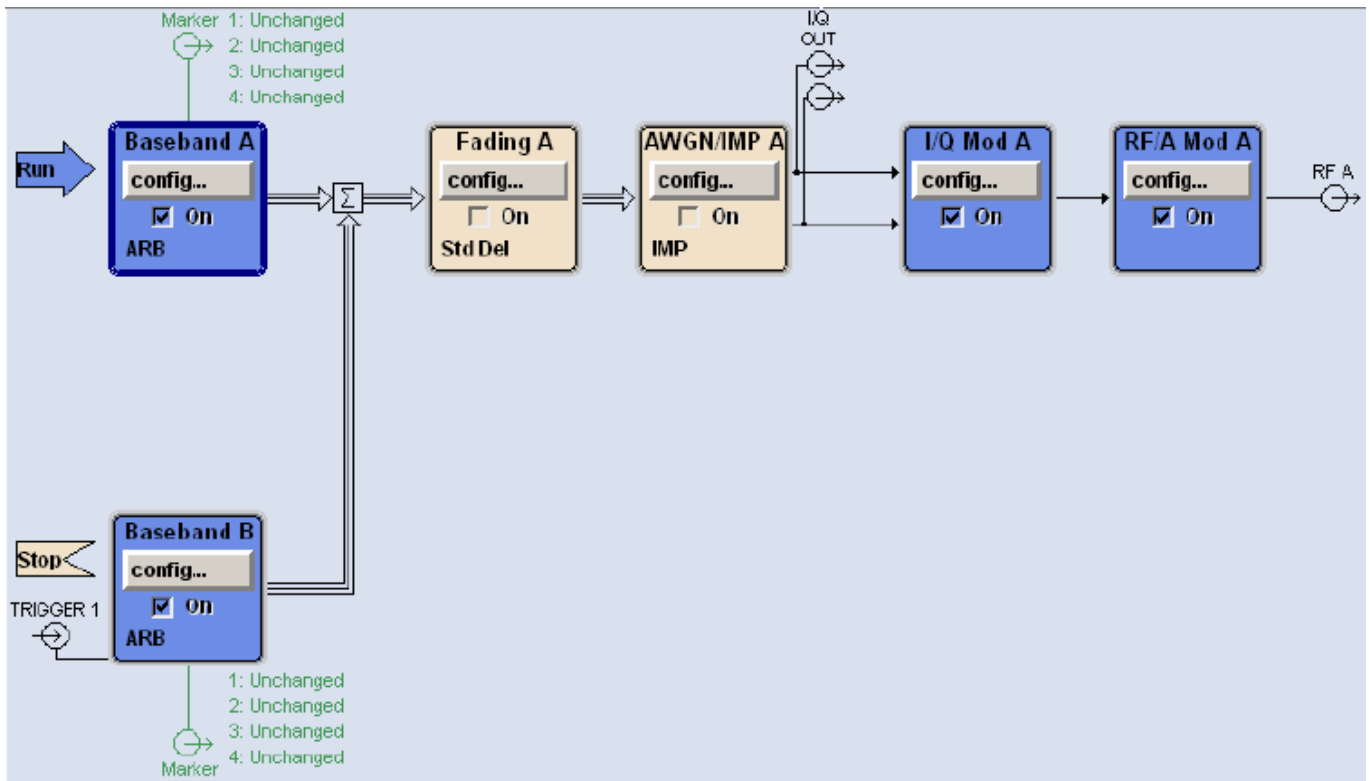 Marker 1: Unchanged
2: Unchanged
3: Unchanged
4: Unchanged
I/Q
OUT
Run
Baseband A
config...
On
ARB
Σ
Fading A
config...
On
Std Del
AWGN/IMP A
config...
On
IMP
I/Q Mod A
config...
On
RF/A Mod A
config...
On
RF A
Stop
TRIGGER 1
Baseband B
config...
On
ARB
1: Unchanged
2: Unchanged
3: Unchanged
4: Unchanged
Marker